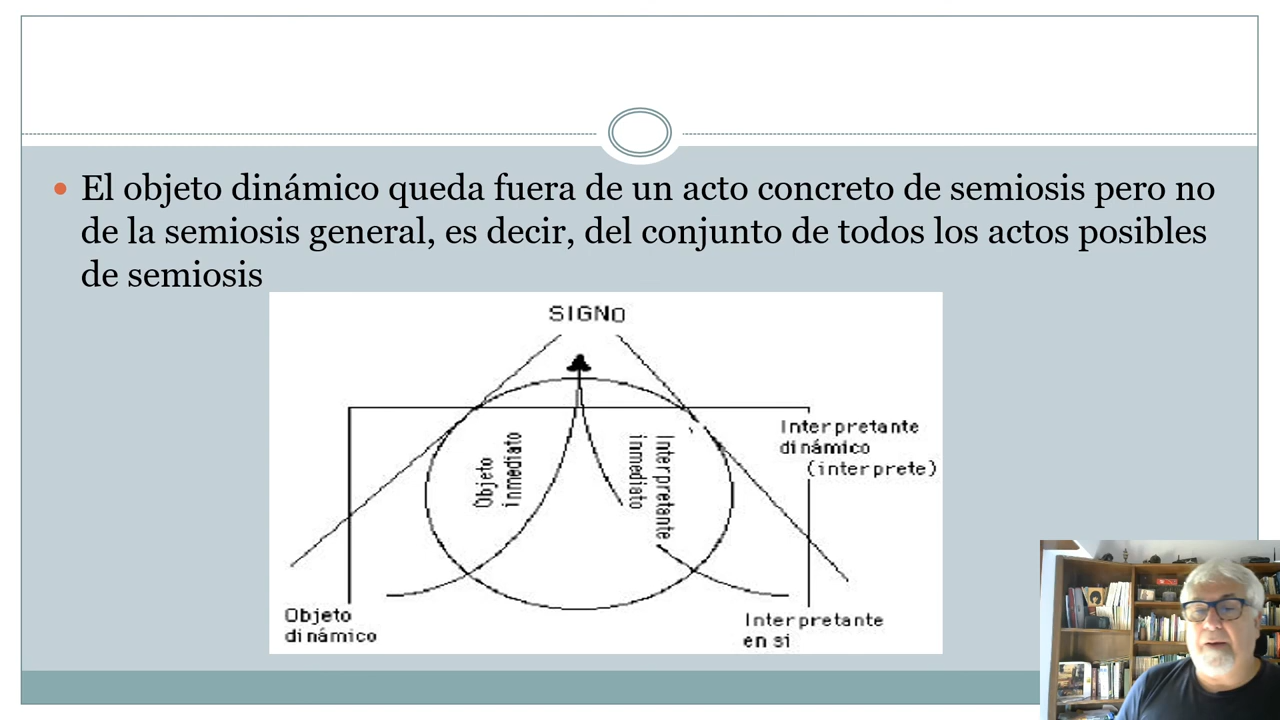 El objeto dinámico queda fuera de un acto concreto de semiosis pero no
de la semiosis general, es decir, del conjunto de todos los actos posibles
de semiosis
SIGNO
Objeto
inmediato
Interpretante
inmediato
Interpretante
dinámico
(interprete)
Objeto
dinámico
Interpretante
en si